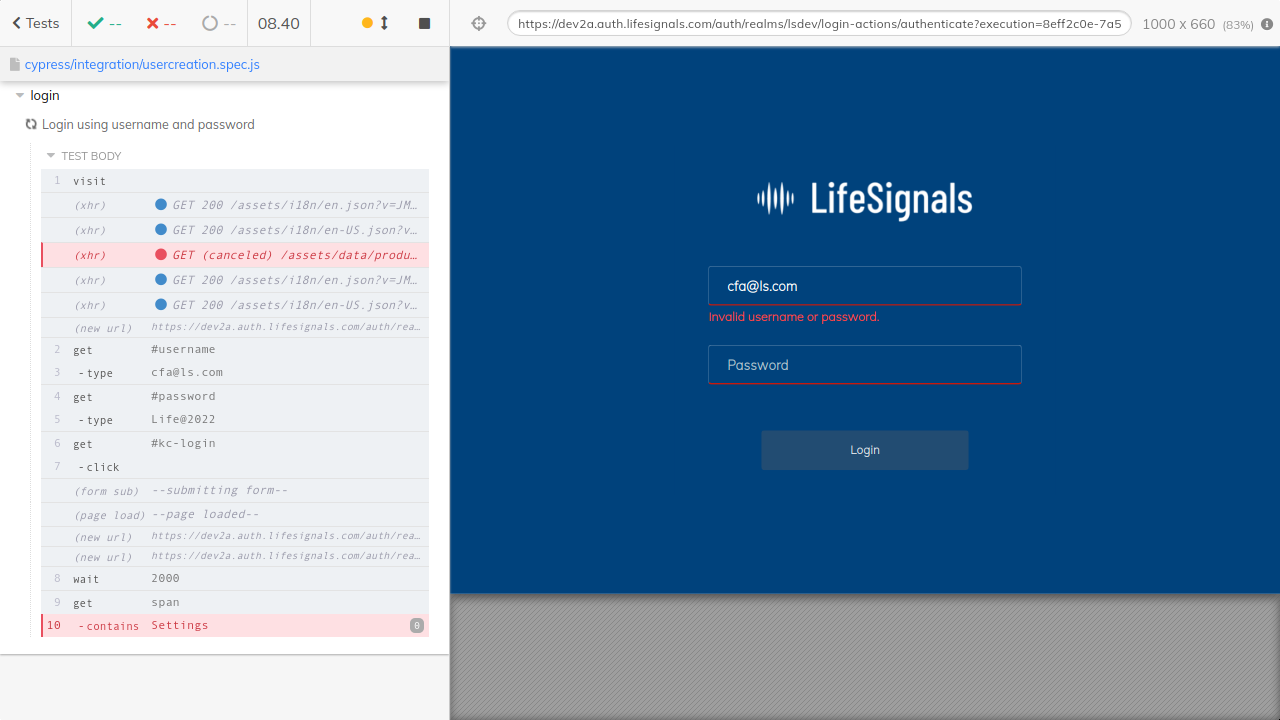 Tests
--
--
--
08.40
https://dev2a.auth.lifesignals.com/auth/realms/lsdev/login-actions/authenticate?execution=8eff2c0e-7a5
1000 x 660 (83%)
cypress/integration/usercreation.spec.js
login
Login using username and password
TEST BODY
1 visit
(xhr) GET 200 /assets/i18n/en.json?v=JM…
(xhr) GET 200 /assets/i18n/en-US.json?v…
(xhr) GET (canceled) /assets/data/produ…
(xhr) GET 200 /assets/i18n/en.json?v=JM…
(xhr) GET 200 /assets/i18n/en-US.json?v…
(new url) https://dev2a.auth.lifesignals.com/auth/rea…
2 get #username
3 -type cfa@ls.com
4 get #password
5 -type Life@2022
6 get #kc-login
7 -click
(form sub) --submitting form--
(page load) --page loaded--
(new url) https://dev2a.auth.lifesignals.com/auth/rea…
(new url) https://dev2a.auth.lifesignals.com/auth/rea…
8 wait 2000
9 get span
10 -contains Settings 0
LifeSignals
cfa@ls.com
Invalid username or password.
Password
Login